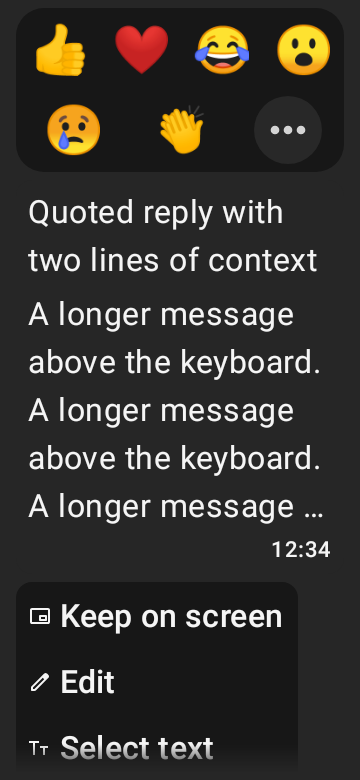 Quoted reply with
two lines of context
A longer message
above the keyboard.
A longer message
above the keyboard.
A longer message …
12:34
Keep on screen
Edit
Select text